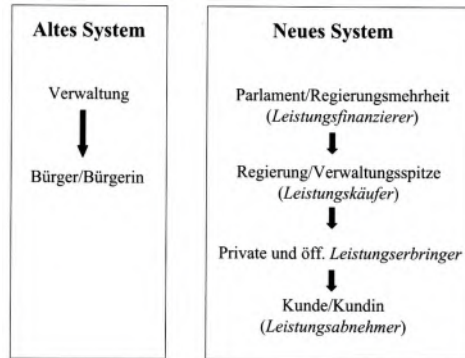 Altes System
Verwaltung
Bürger/Bürgerin
Neues System
Parlament/Regierungsmehrheit
(Leistungsfinanzierer)
Regierung/Verwaltungsspitze
(Leistungskäufer)
Private und öff. Leistungserbringer
Kunde/Kundin
(Leistungsabnehmer)